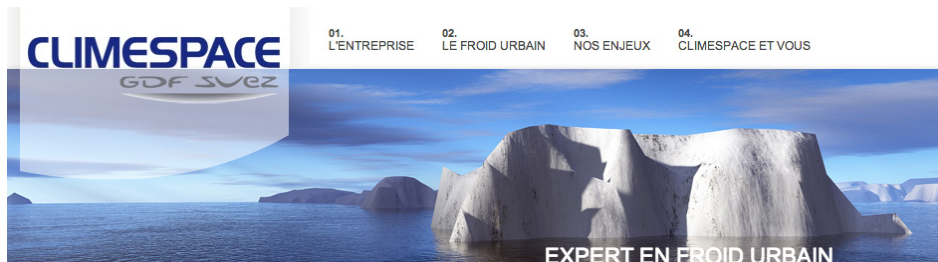 CLIMESPACE
GDF SUEZ
01.
L'ENTREPRISE
02.
LE FROID URBAIN
03.
NOS ENJEUX
04.
CLIMESPACE ET VOUS
EXPERT EN FROID URBAIN